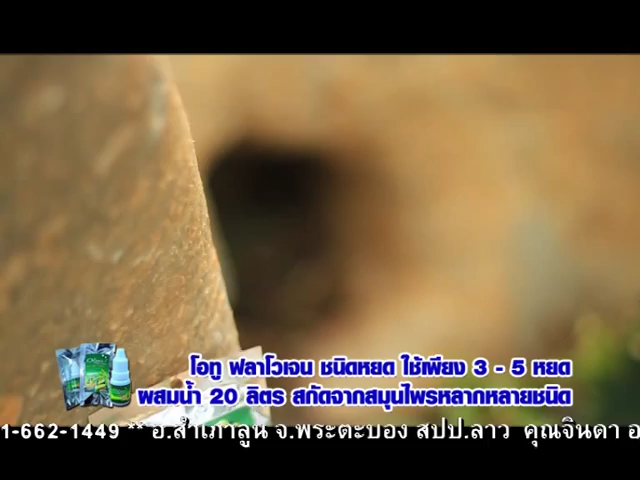 โอทู ฟลาโวเจน ชนิดหยด ใช้เพียง 3 - 5 หยด
ผสมน้ำ 20 ลิตร สกัดจากสมุนไพรหลากหลายชนิด
1-662-1449 ** อ.สำเภาลูน จ.พระตะบอง สปป.ลาว คุณจินดา อ